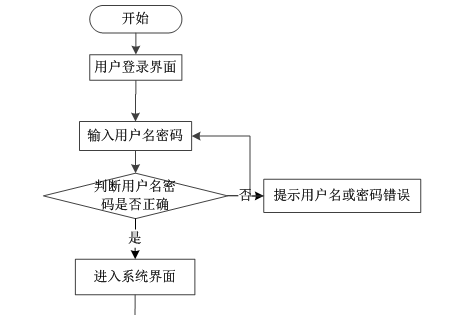 开始
用户登录界面
输入用户名密码
判断用户名密
码是否正确
否
提示用户名或密码错误
是
进入系统界面